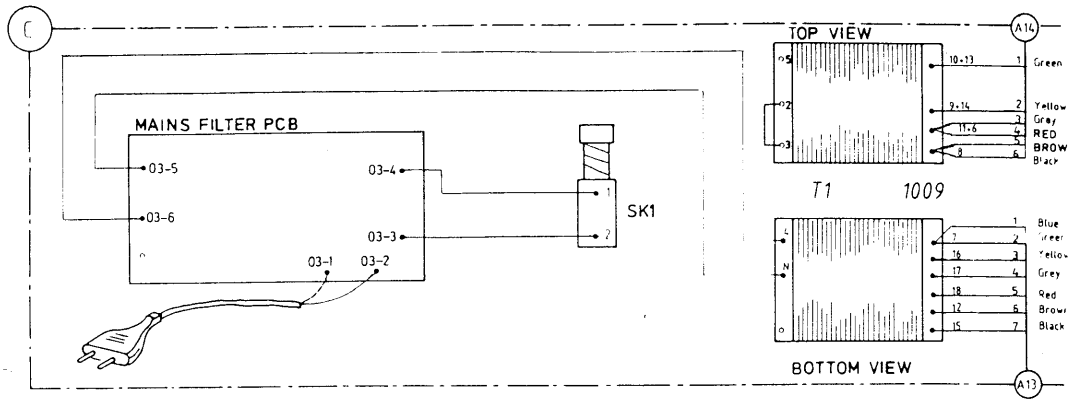 C
A14
TOP VIEW
5
10+13 1 Green
2
9+14 2 Yellow
3 Gray
11+6 4 RED
5 BROW
3
8 6 Black
MAINS FILTER PCB
03-5
03-4
03-6
03-3
03-1 03-2
1
2
SK1
T1 1009
1 Blue
4
7 2
16 3 Yellow
N
17 4 Grey
18 5 Red
12 6 Brown
15 7 Black
BOTTOM VIEW
A13